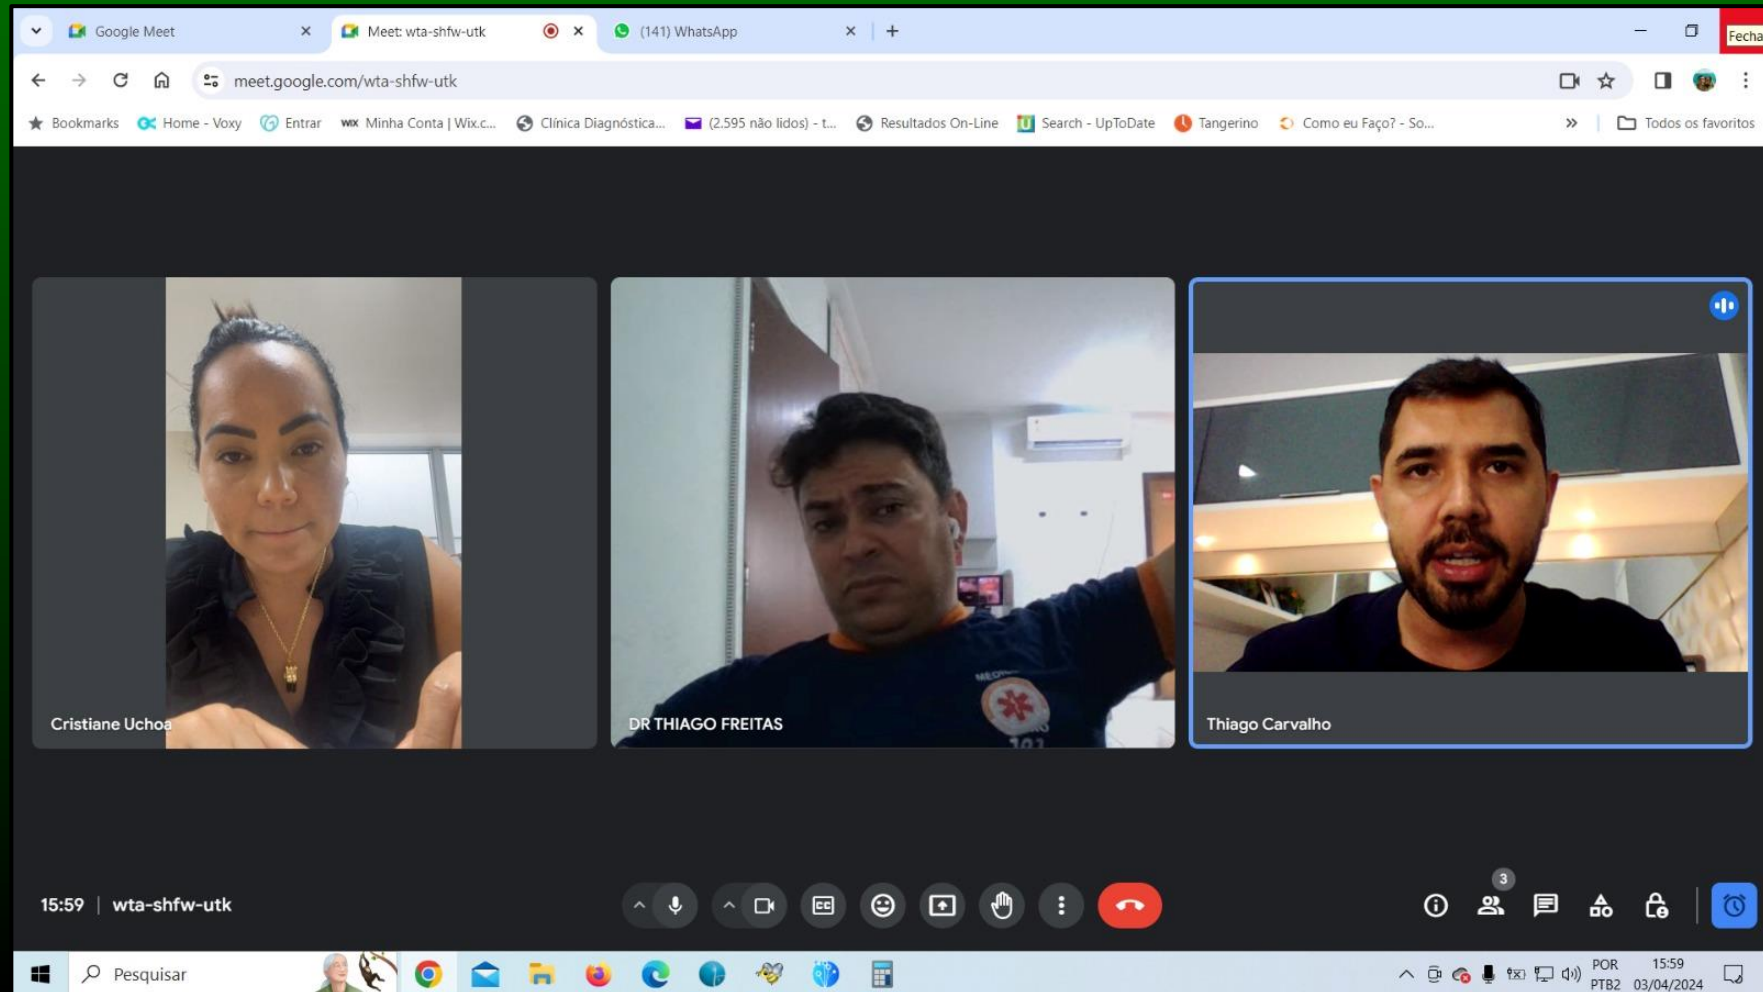 Google Meet
Meet: wta-shfw-utk
(141) WhatsApp
Fecha
meet.google.com/wta-shfw-utk
Bookmarks
Home - Voxy
Entrar
WIX Minha Conta | Wix.c...
Clínica Diagnóstica...
(2.595 não lidos) - t...
Resultados On-Line
Search - UpToDate
Tangerino
Como eu Faço? - So...
Todos os favoritos
Cristiane Uchoa
DR THIAGO FREITAS
Thiago Carvalho
15:59 | wta-shfw-utk
CC
3
Pesquisar
POR
PTB2
15:59
03/04/2024